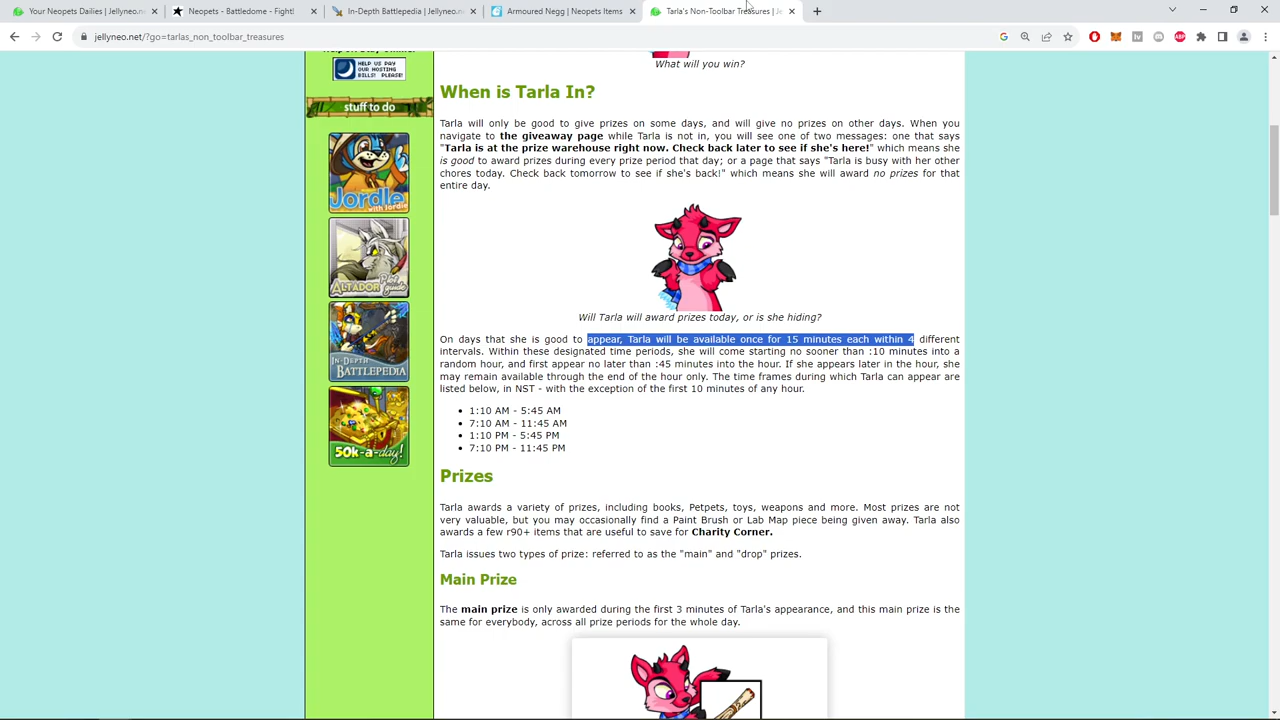 Your Neopets Dailies | Jellyneo.ne
Neopets - Battledome - Fight!
In-Depth Battlepedia | Jellyneo.n
Armoured Negg | Neopets Items
Tarla's Non-Toolbar Treasures | Je
jellyneo.net/?go=tarlas_non_toolbar_treasures
HELP US PAY
OUR HOSTING
BILLS! PLEASE!
What will you win?
stuff to do
Jordle
with Jordie
ALTADOR Plot
guide
IN-DEPTH
BATTLEPEDIA
50k-a-day!
When is Tarla In?
Tarla will only be good to give prizes on some days, and will give no prizes on other days. When you
navigate to the giveaway page while Tarla is not in, you will see one of two messages: one that says
"Tarla is at the prize warehouse right now. Check back later to see if she's here!" which means she
is good to award prizes during every prize period that day; or a page that says "Tarla is busy with her other
chores today. Check back tomorrow to see if she's back!" which means she will award no prizes for that
entire day.
Will Tarla will award prizes today, or is she hiding?
On days that she is good to appear, Tarla will be available once for 15 minutes each within 4 different
intervals. Within these designated time periods, she will come starting no sooner than :10 minutes into a
random hour, and first appear no later than :45 minutes into the hour. If she appears later in the hour, she
may remain available through the end of the hour only. The time frames during which Tarla can appear are
listed below, in NST - with the exception of the first 10 minutes of any hour.
1:10 AM - 5:45 AM
7:10 AM - 11:45 AM
1:10 PM - 5:45 PM
7:10 PM - 11:45 PM
Prizes
Tarla awards a variety of prizes, including books, Petpets, toys, weapons and more. Most prizes are not
very valuable, but you may occasionally find a Paint Brush or Lab Map piece being given away. Tarla also
awards a few r90+ items that are useful to save for Charity Corner.
Tarla issues two types of prize: referred to as the "main" and "drop" prizes.
Main Prize
The main prize is only awarded during the first 3 minutes of Tarla's appearance, and this main prize is the
same for everybody, across all prize periods for the whole day.